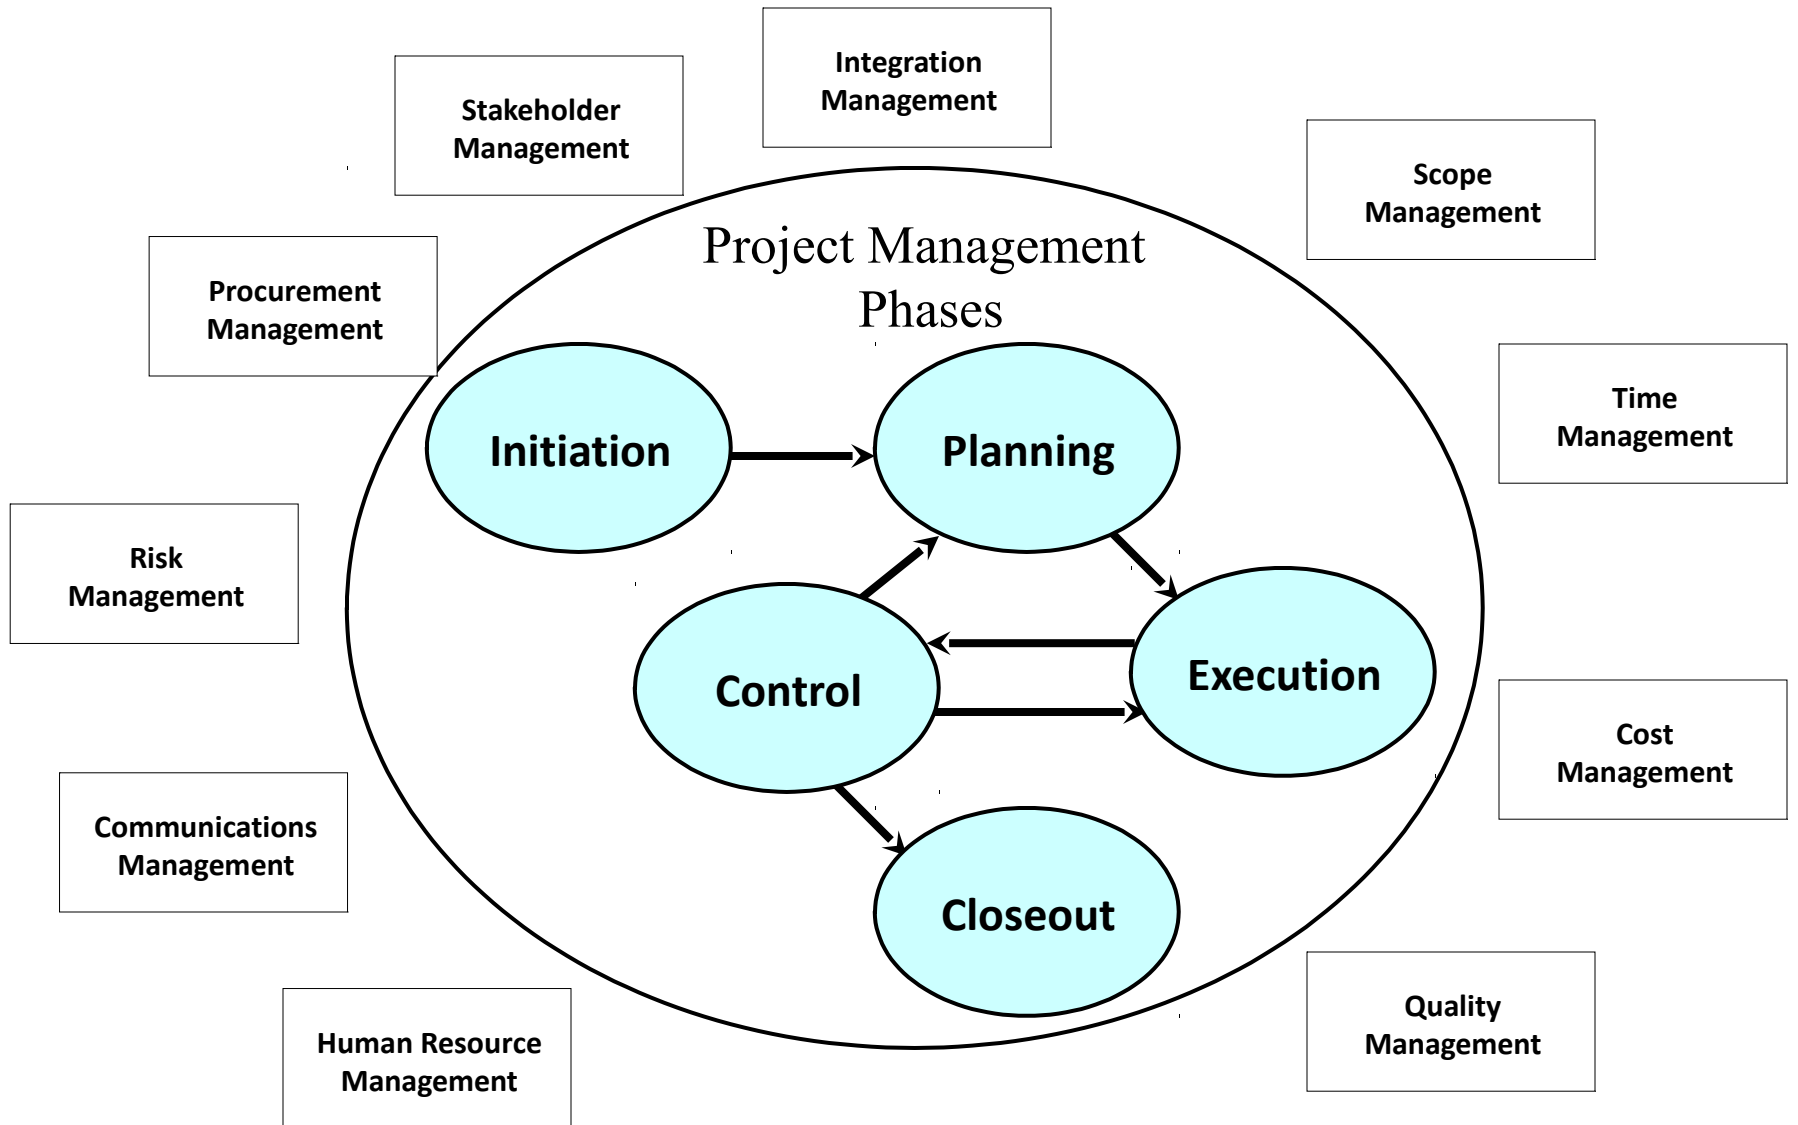 Integration
Management
Stakeholder
Management
Scope
Management
Project Management
Phases
Procurement
Management
Time
Management
Initiation
Planning
Risk
Management
Control
Execution
Cost
Management
Communications
Management
Closeout
Quality
Management
Human Resource
Management